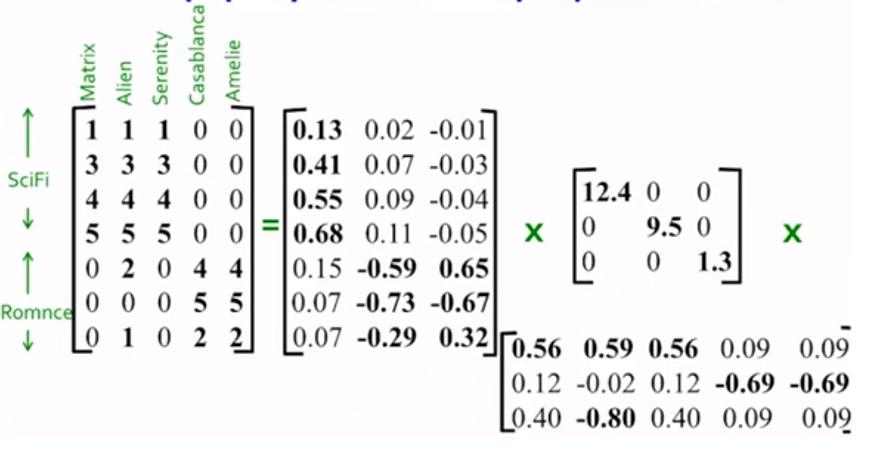 Matrix
Alien
Serenity
Casablanca
Amelie
SciFi
Romnce
1 1 1 0 0
3 3 3 0 0
4 4 4 0 0
5 5 5 0 0
0 2 0 4 4
0 0 0 5 5
0 1 0 2 2
=
0.13 0.02 -0.01
0.41 0.07 -0.03
0.55 0.09 -0.04
0.68 0.11 -0.05
0.15 -0.59 0.65
0.07 -0.73 -0.67
0.07 -0.29 0.32
x
12.4 0 0
0 9.5 0
0 0 1.3
x
0.56 0.59 0.56 0.09 0.09
0.12 -0.02 0.12 -0.69 -0.69
0.40 -0.80 0.40 0.09 0.09